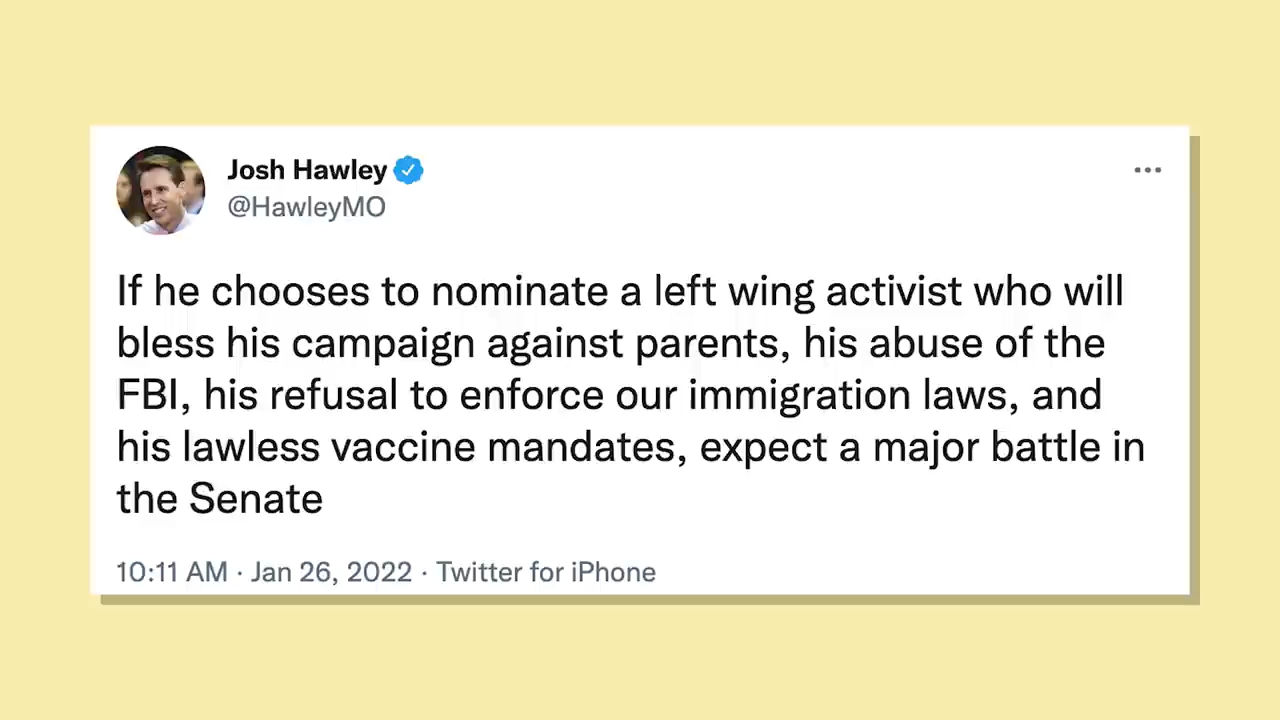 Josh Hawley
@HawleyMO
If he chooses to nominate a left wing activist who will
bless his campaign against parents, his abuse of the
FBI, his refusal to enforce our immigration laws, and
his lawless vaccine mandates, expect a major battle in
the Senate
10:11 AM · Jan 26, 2022 · Twitter for iPhone